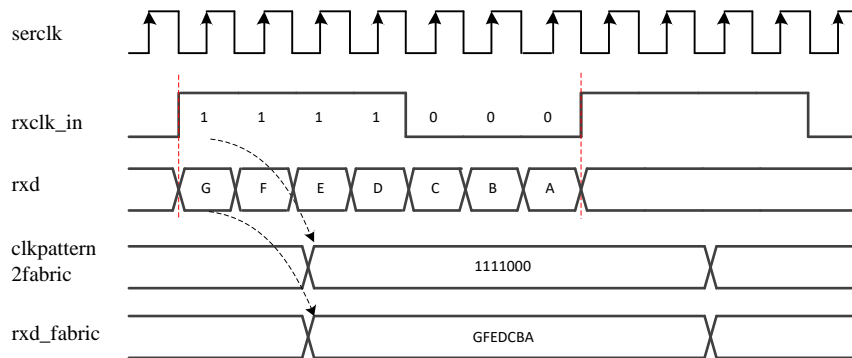 serclk
rxclk_in
1 1 1 1 0 0 0
rxd
G F E D C B A
clkpattern
2fabric
1111000
rxd_fabric
GFEDCBA